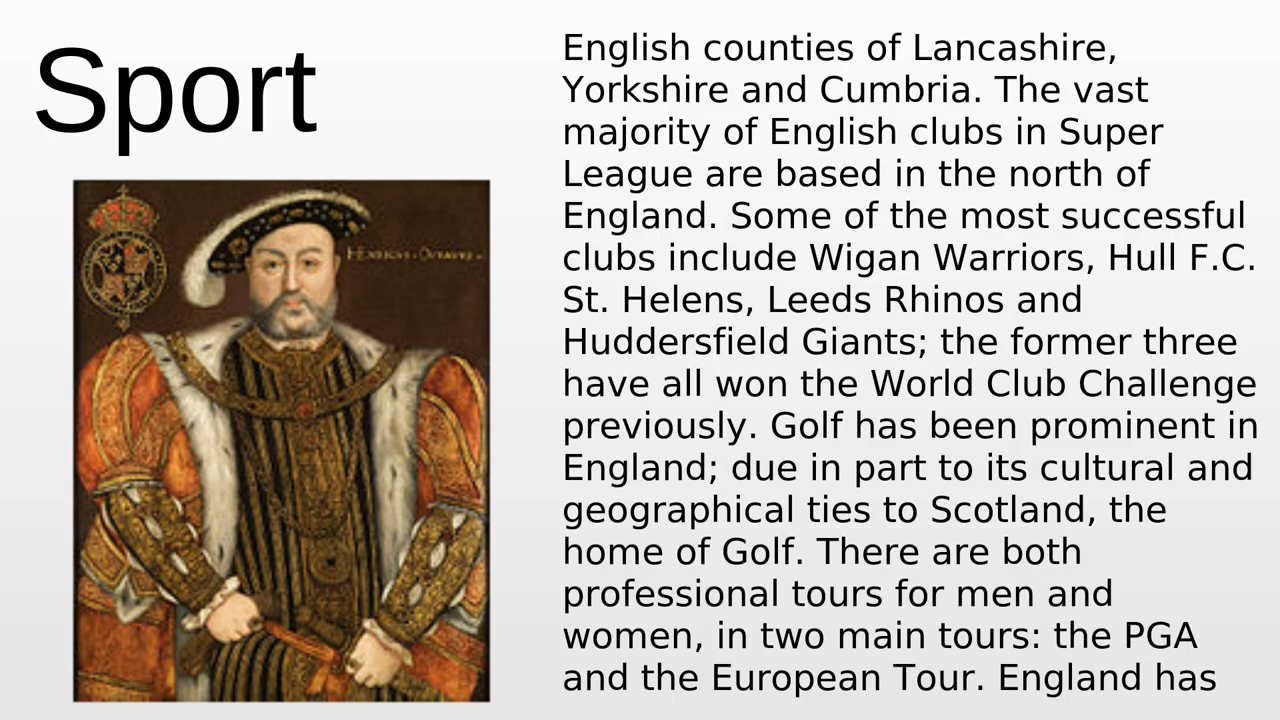 Sport
English counties of Lancashire,
Yorkshire and Cumbria. The vast
majority of English clubs in Super
League are based in the north of
England. Some of the most successful
clubs include Wigan Warriors, Hull F.C.
St. Helens, Leeds Rhinos and
Huddersfield Giants; the former three
have all won the World Club Challenge
previously. Golf has been prominent in
England; due in part to its cultural and
geographical ties to Scotland, the
home of Golf. There are both
professional tours for men and
women, in two main tours: the PGA
and the European Tour. England has